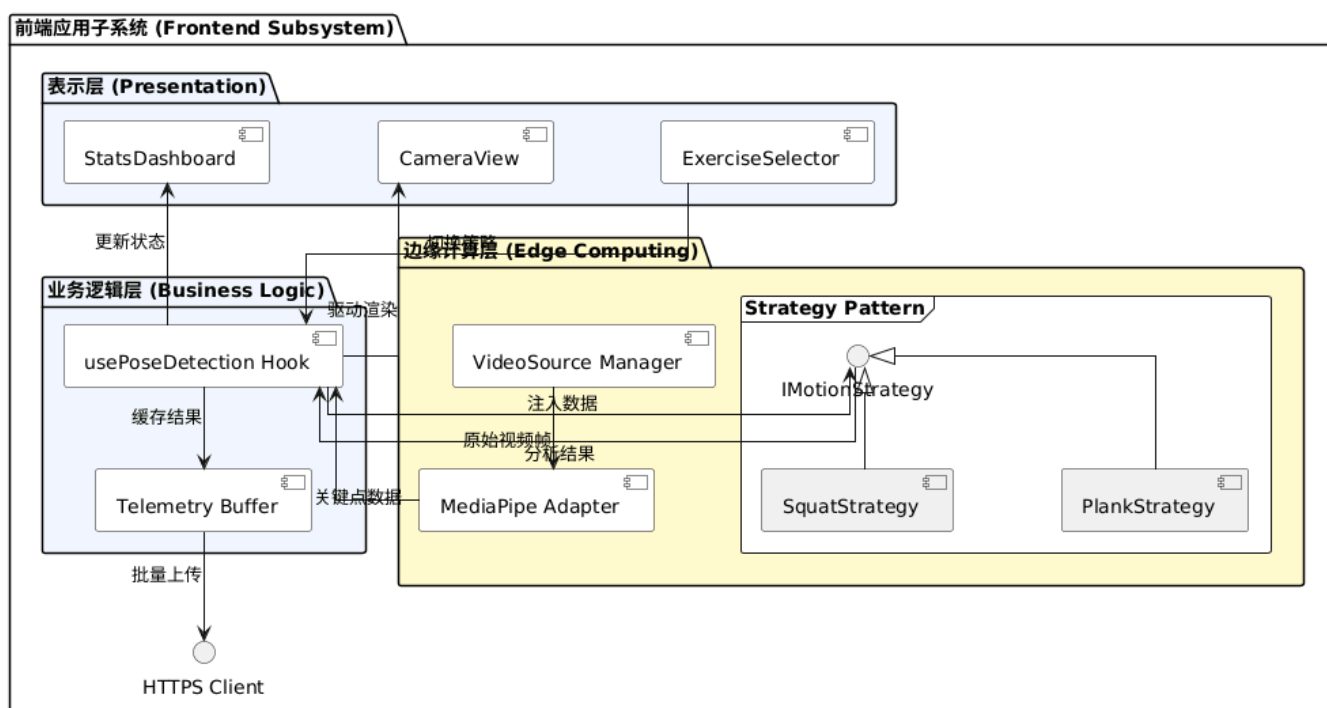 前端应用子系统 (Frontend Subsystem)
表示层 (Presentation)
StatsDashboard
CameraView
ExerciseSelector
更新状态
切换策略
边缘计算层 (Edge Computing)
业务逻辑层 (Business Logic)
驱动渲染
Strategy Pattern
usePoseDetection Hook
VideoSource Manager
IMotionStrategy
缓存结果
注入数据
原始视频帧
分析结果
关键点数据
Telemetry Buffer
MediaPipe Adapter
SquatStrategy
PlankStrategy
批量上传
HTTPS Client